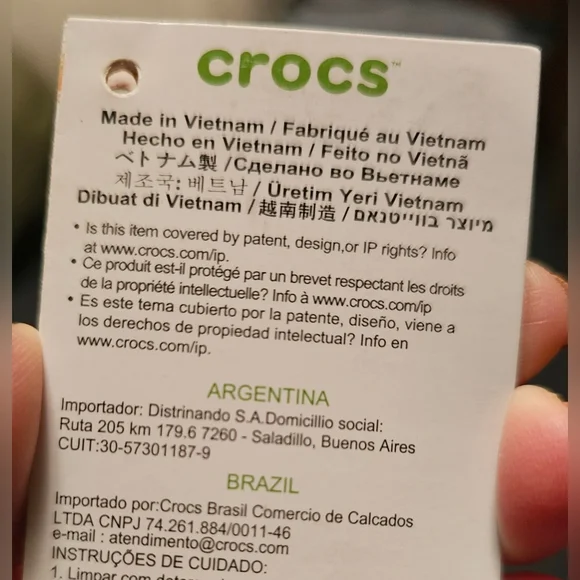 crocs™
Made in Vietnam / Fabriqué au Vietnam
Hecho en Vietnam / Feito no Vietnã
ベトナム製 /Сделано во Вьетнаме
제조국: 베트남 / Üretim Yeri Vietnam
Dibuat di Vietnam / 越南制造 / מיוצר בווייטנאם
• Is this item covered by patent, design,or IP rights? Info
at www.crocs.com/ip.
• Ce produit est-il protégé par un brevet respectant les droits
de la propriété intellectuelle? Info à www.crocs.com/ip
• Es este tema cubierto por la patente, diseño, viene a
los derechos de propiedad intelectual? Info en
www.crocs.com/ip.
ARGENTINA
Importador: Distrinando S.A.Domicillio social:
Ruta 205 km 179.6 7260 - Saladillo, Buenos Aires
CUIT:30-57301187-9
BRAZIL
Importado por:Crocs Brasil Comercio de Calcados
LTDA CNPJ 74.261.884/0011-46
e-mail : atendimento@crocs.com
INSTRUÇÕES DE CUIDADO:
1. Limpar com